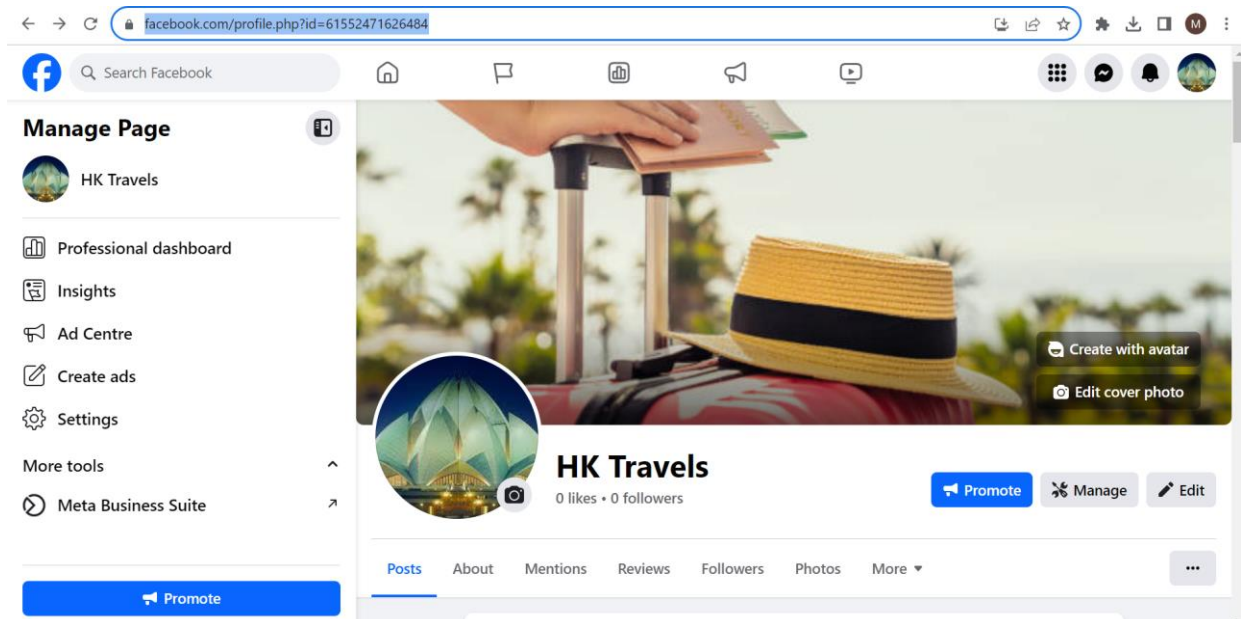 facebook.com/profile.php?id=61552471626484
M
Search Facebook
Manage Page
HK Travels
Professional dashboard
Insights
Ad Centre
Create ads
Settings
More tools
Meta Business Suite
Promote
Create with avatar
Edit cover photo
HK Travels
0 likes • 0 followers
Promote
Manage
Edit
Posts
About
Mentions
Reviews
Followers
Photos
More